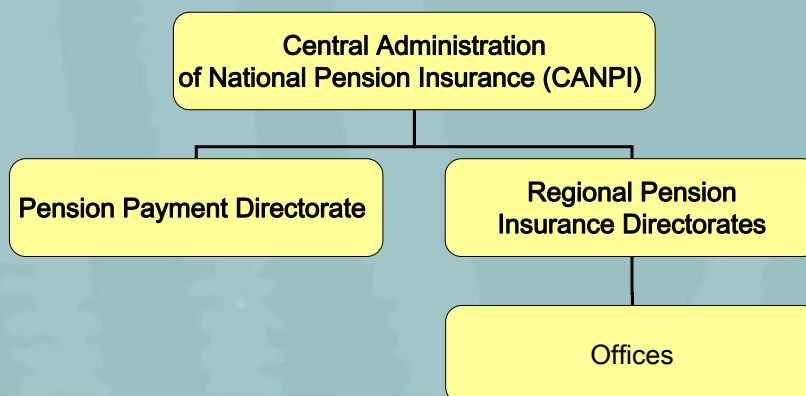 Central Administration
of National Pension Insurance (CANPI)
Pension Payment Directorate
Regional Pension
Insurance Directorates
Offices